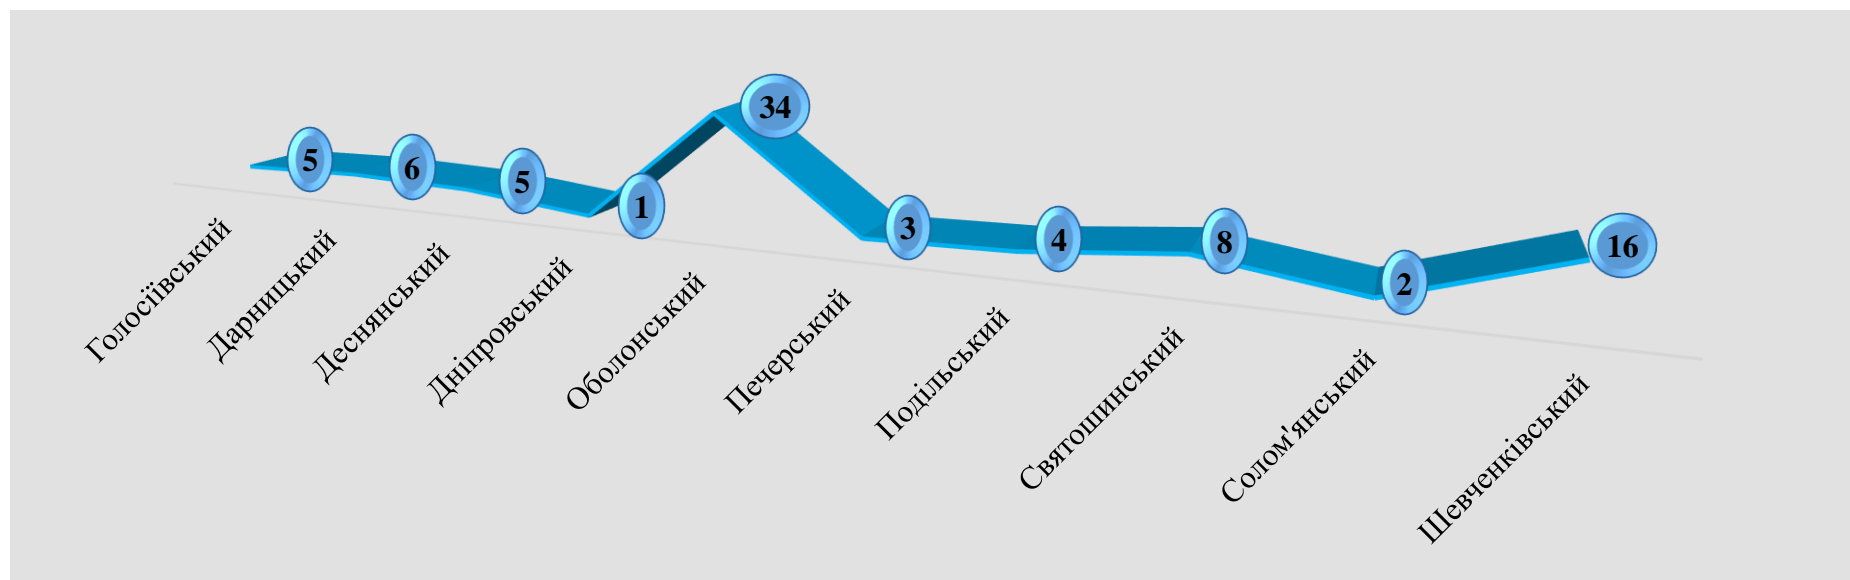 5
6
5
1
34
3
4
8
2
16
Голосіївський
Дарницький
Деснянський
Дніпровський
Оболонський
Печерський
Подільський
Святошинський
Солом'янський
Шевченківський